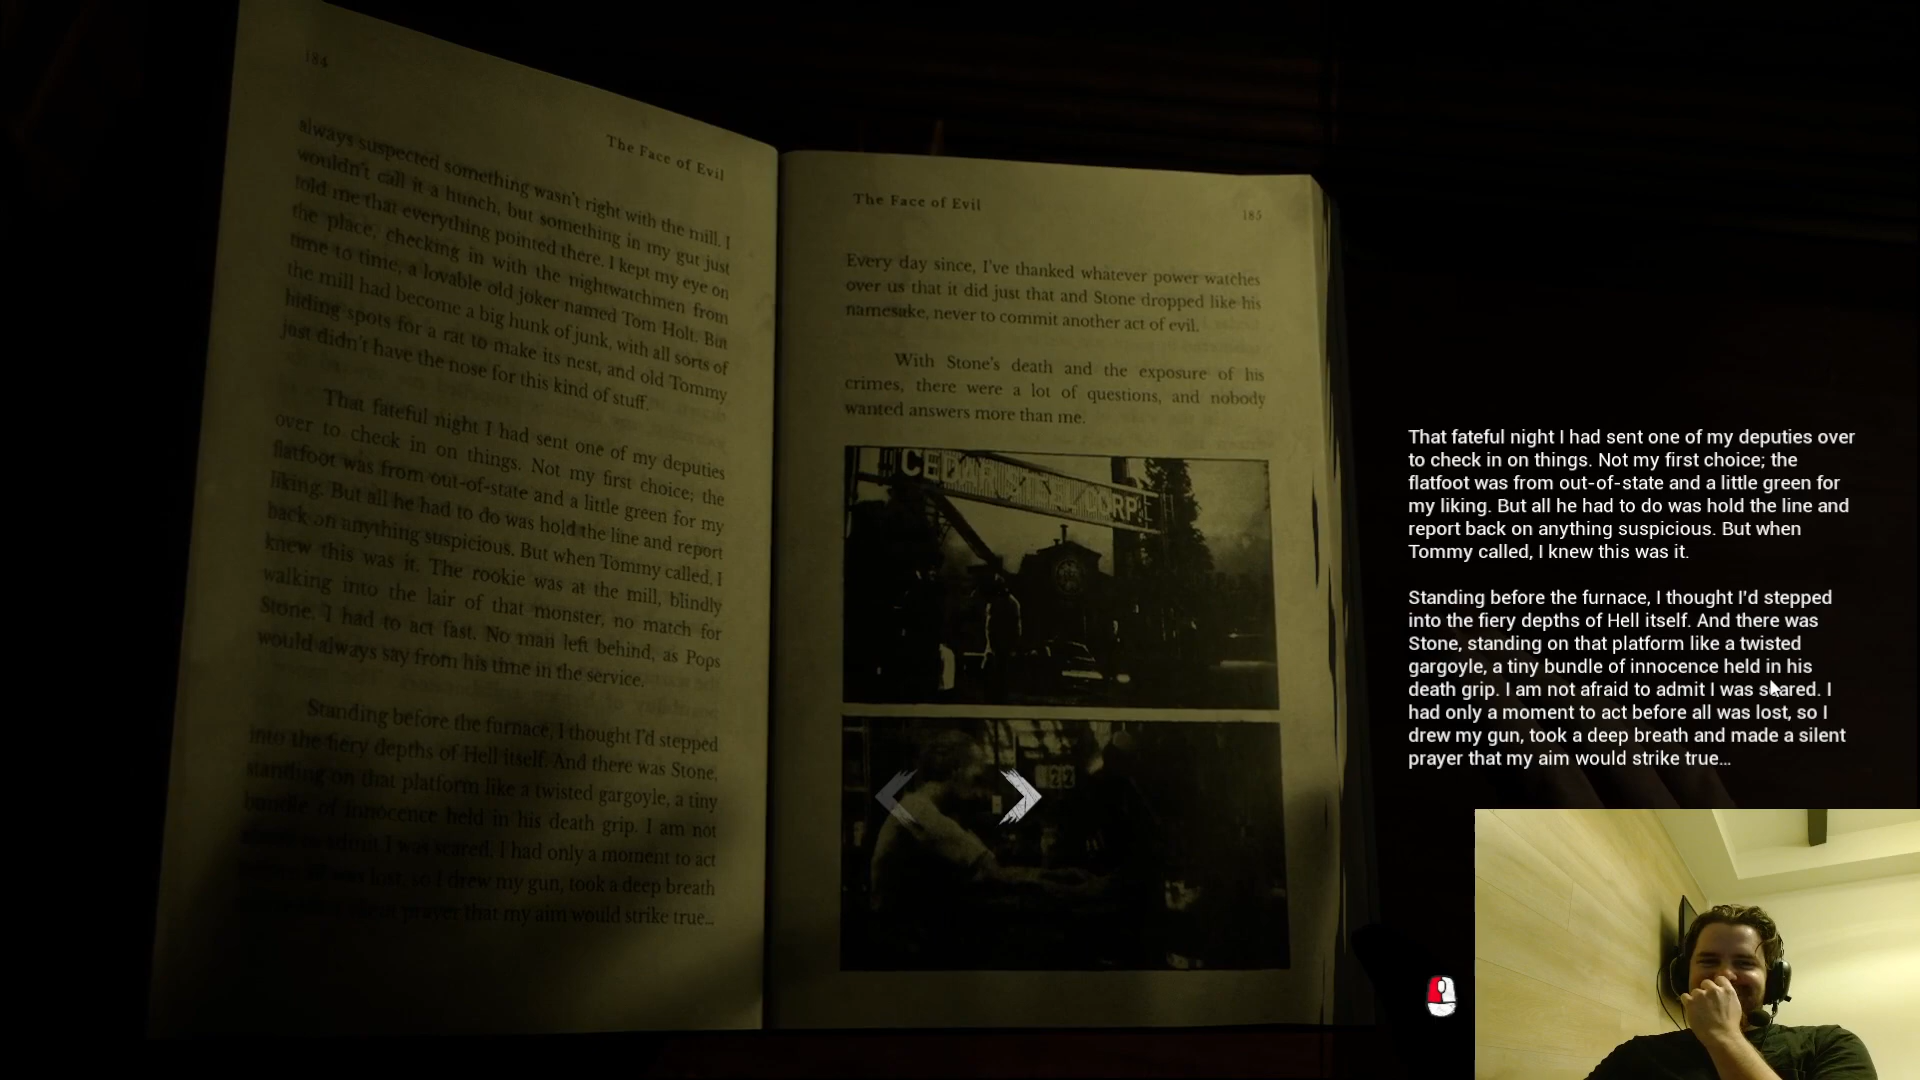 184
The Face of Evil
always suspected something wasn't right with the mill. I
wouldn't call it a hunch, but something in my gut just
told me that everything pointed there. I kept my eye on
the place, checking in with the nightwatchmen from
time to time, a lovable old joker named Tom Holt. But
the mill had become a big hunk of junk, with all sorts of
hiding spots for a rat to make its nest, and old Tommy
just didn't have the nose for this kind of stuff.
That fateful night I had sent one of my deputies
over to check in on things. Not my first choice; the
flatfoot was from out-of-state and a little green for my
liking. But all he had to do was hold the line and report
back on anything suspicious. But when Tommy called, I
knew this was it. The rookie was at the mill, blindly
walking into the lair of that monster, no match for
Stone. I had to act fast. No man left behind, as Pops
would always say from his time in the service.
Standing before the furnace, I thought I'd stepped
into the fiery depths of Hell itself. And there was Stone,
standing on that platform like a twisted gargoyle, a tiny
bundle of innocence held in his death grip. I am not
afraid to admit I was scared. I had only a moment to act
before all was lost, so I drew my gun, took a deep breath
prayer that my aim would strike true...
The Face of Evil
185
Every day since, I've thanked whatever power watches
over us that it did just that and Stone dropped like his
namesake, never to commit another act of evil.
With Stone's death and the exposure of his
crimes, there were a lot of questions, and nobody
wanted answers more than me.
CEDAR STEEL CORP.
That fateful night I had sent one of my deputies over
to check in on things. Not my first choice; the
flatfoot was from out-of-state and a little green for
my liking. But all he had to do was hold the line and
report back on anything suspicious. But when
Tommy called, I knew this was it.
Standing before the furnace, I thought I'd stepped
into the fiery depths of Hell itself. And there was
Stone, standing on that platform like a twisted
gargoyle, a tiny bundle of innocence held in his
death grip. I am not afraid to admit I was scared. I
had only a moment to act before all was lost, so I
drew my gun, took a deep breath and made a silent
prayer that my aim would strike true...